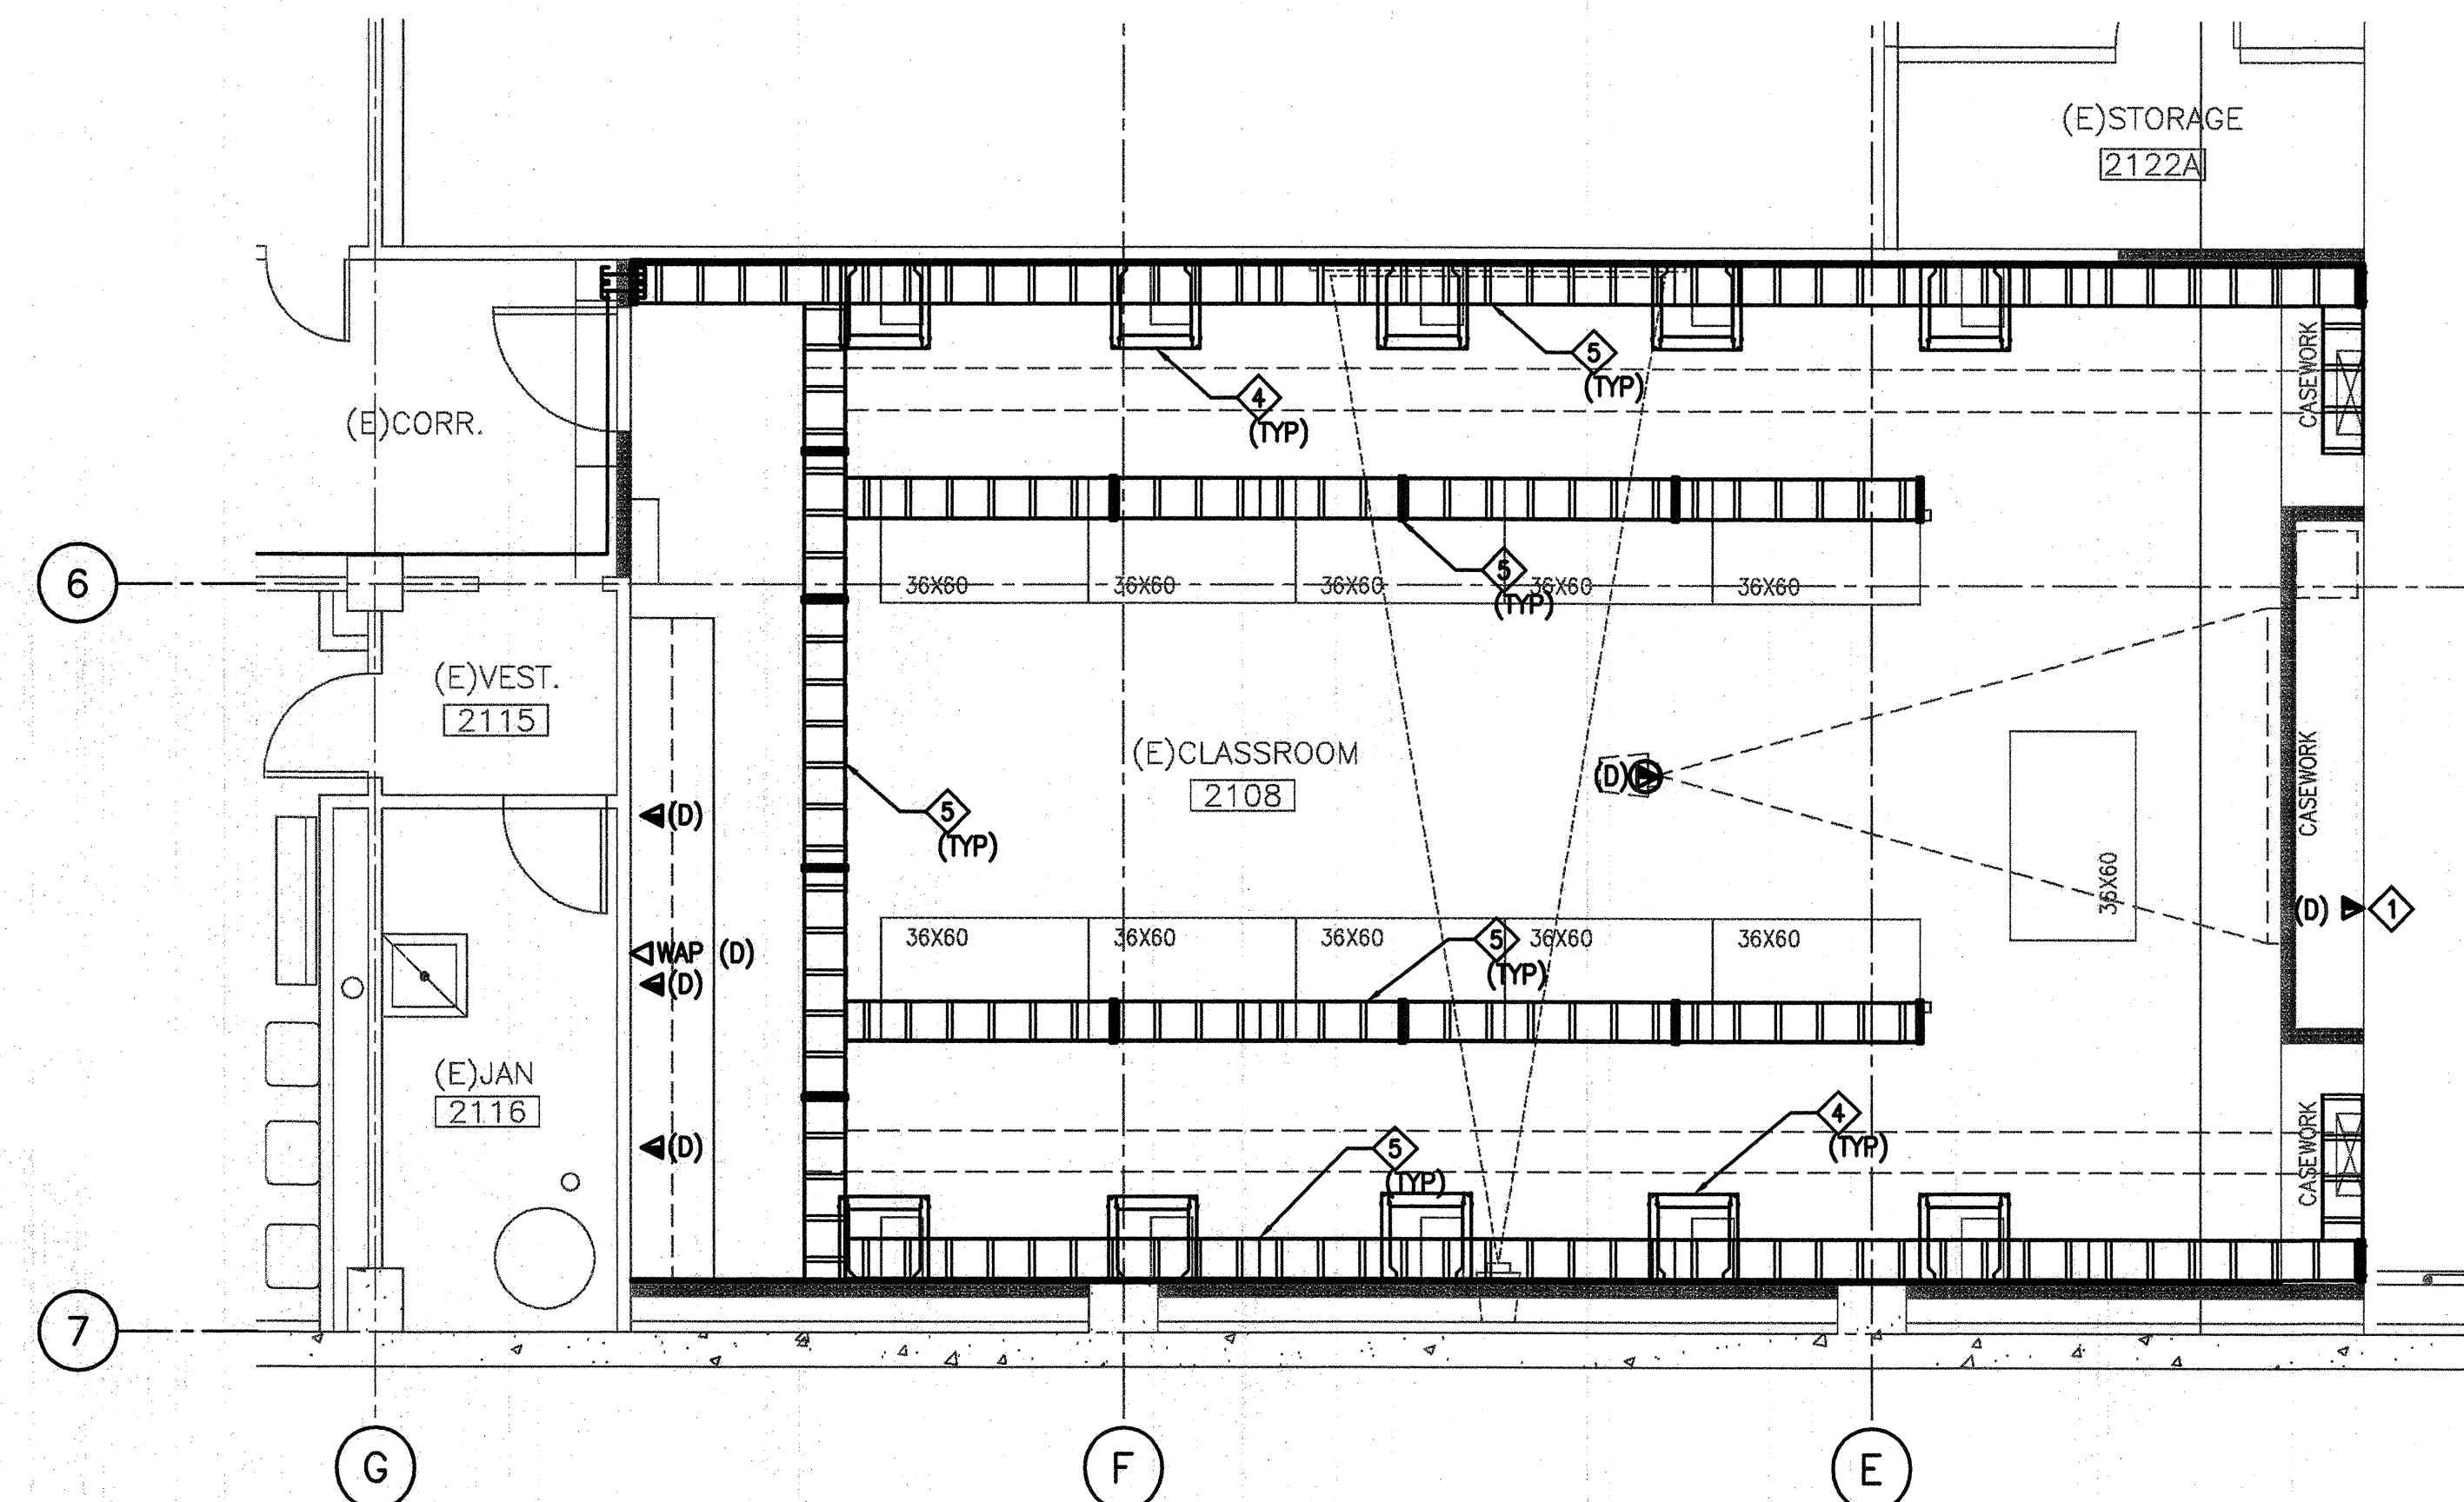 (E)STORAGE
2122A
CASEWORK
5
(TYP)
4
(TYP)
(E)CORR.
6
5
(TYP)
36X60
36X60
36X60
36X60
36X60
(E)VEST.
2115
(E)CLASSROOM
2108
(D)
CASEWORK
(D)
5
(TYP)
36X60
(D)
1
36X60
36X60
36X60
36X60
36X60
5
(TYP)
WAP (D)
(D)
(E)JAN
2116
4
(TYP)
(D)
5
(TYP)
CASEWORK
7
G
F
E